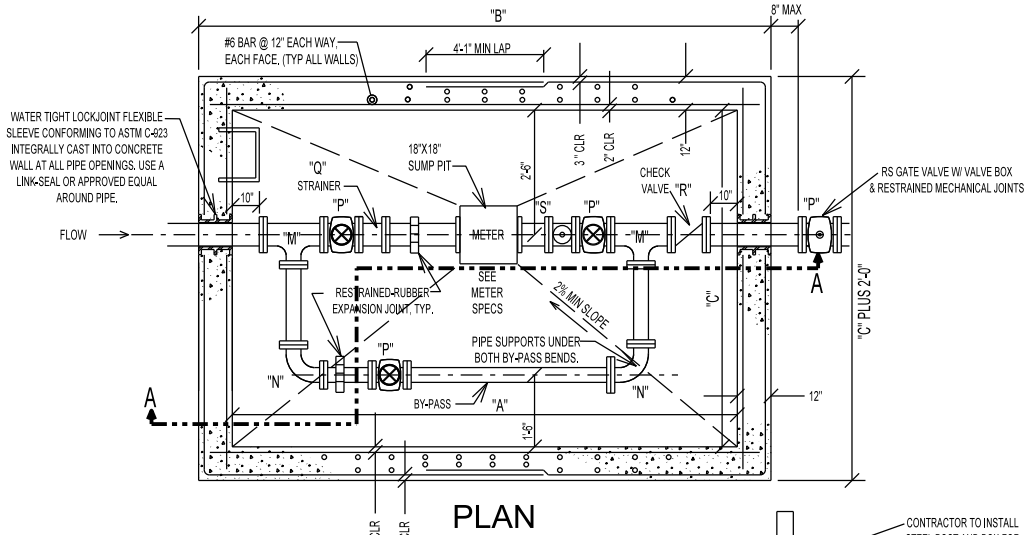 "B"
8" MAX
#6 BAR @ 12" EACH WAY,
EACH FACE, (TYP ALL WALLS)
4'-1" MIN LAP
WATER TIGHT LOCKJOINT FLEXIBLE
SLEEVE CONFORMING TO ASTM C-923
INTEGRALLY CAST INTO CONCRETE
WALL AT ALL PIPE OPENINGS. USE A
LINK-SEAL OR APPROVED EQUAL
AROUND PIPE.
3" CLR
2" CLR
12"
2'-6"
18"X18"
SUMP PIT
"Q"
STRAINER
"P"
10"
CHECK
VALVE
"R"
10"
"S"
"P"
"P"
RS GATE VALVE W/ VALVE BOX
& RESTRAINED MECHANICAL JOINTS
FLOW
"M"
METER
"M"
A
SEE
METER
SPECS
RESTRAINED RUBBER
EXPANSION JOINT, TYP.
2% MIN SLOPE
"C"
"C" PLUS 2'-0"
PIPE SUPPORTS UNDER
BOTH BY-PASS BENDS.
"P"
"N"
"N"
BY-PASS
"A"
12"
A
1'-6"
CLR
CLR
PLAN
CONTRACTOR TO INSTALL